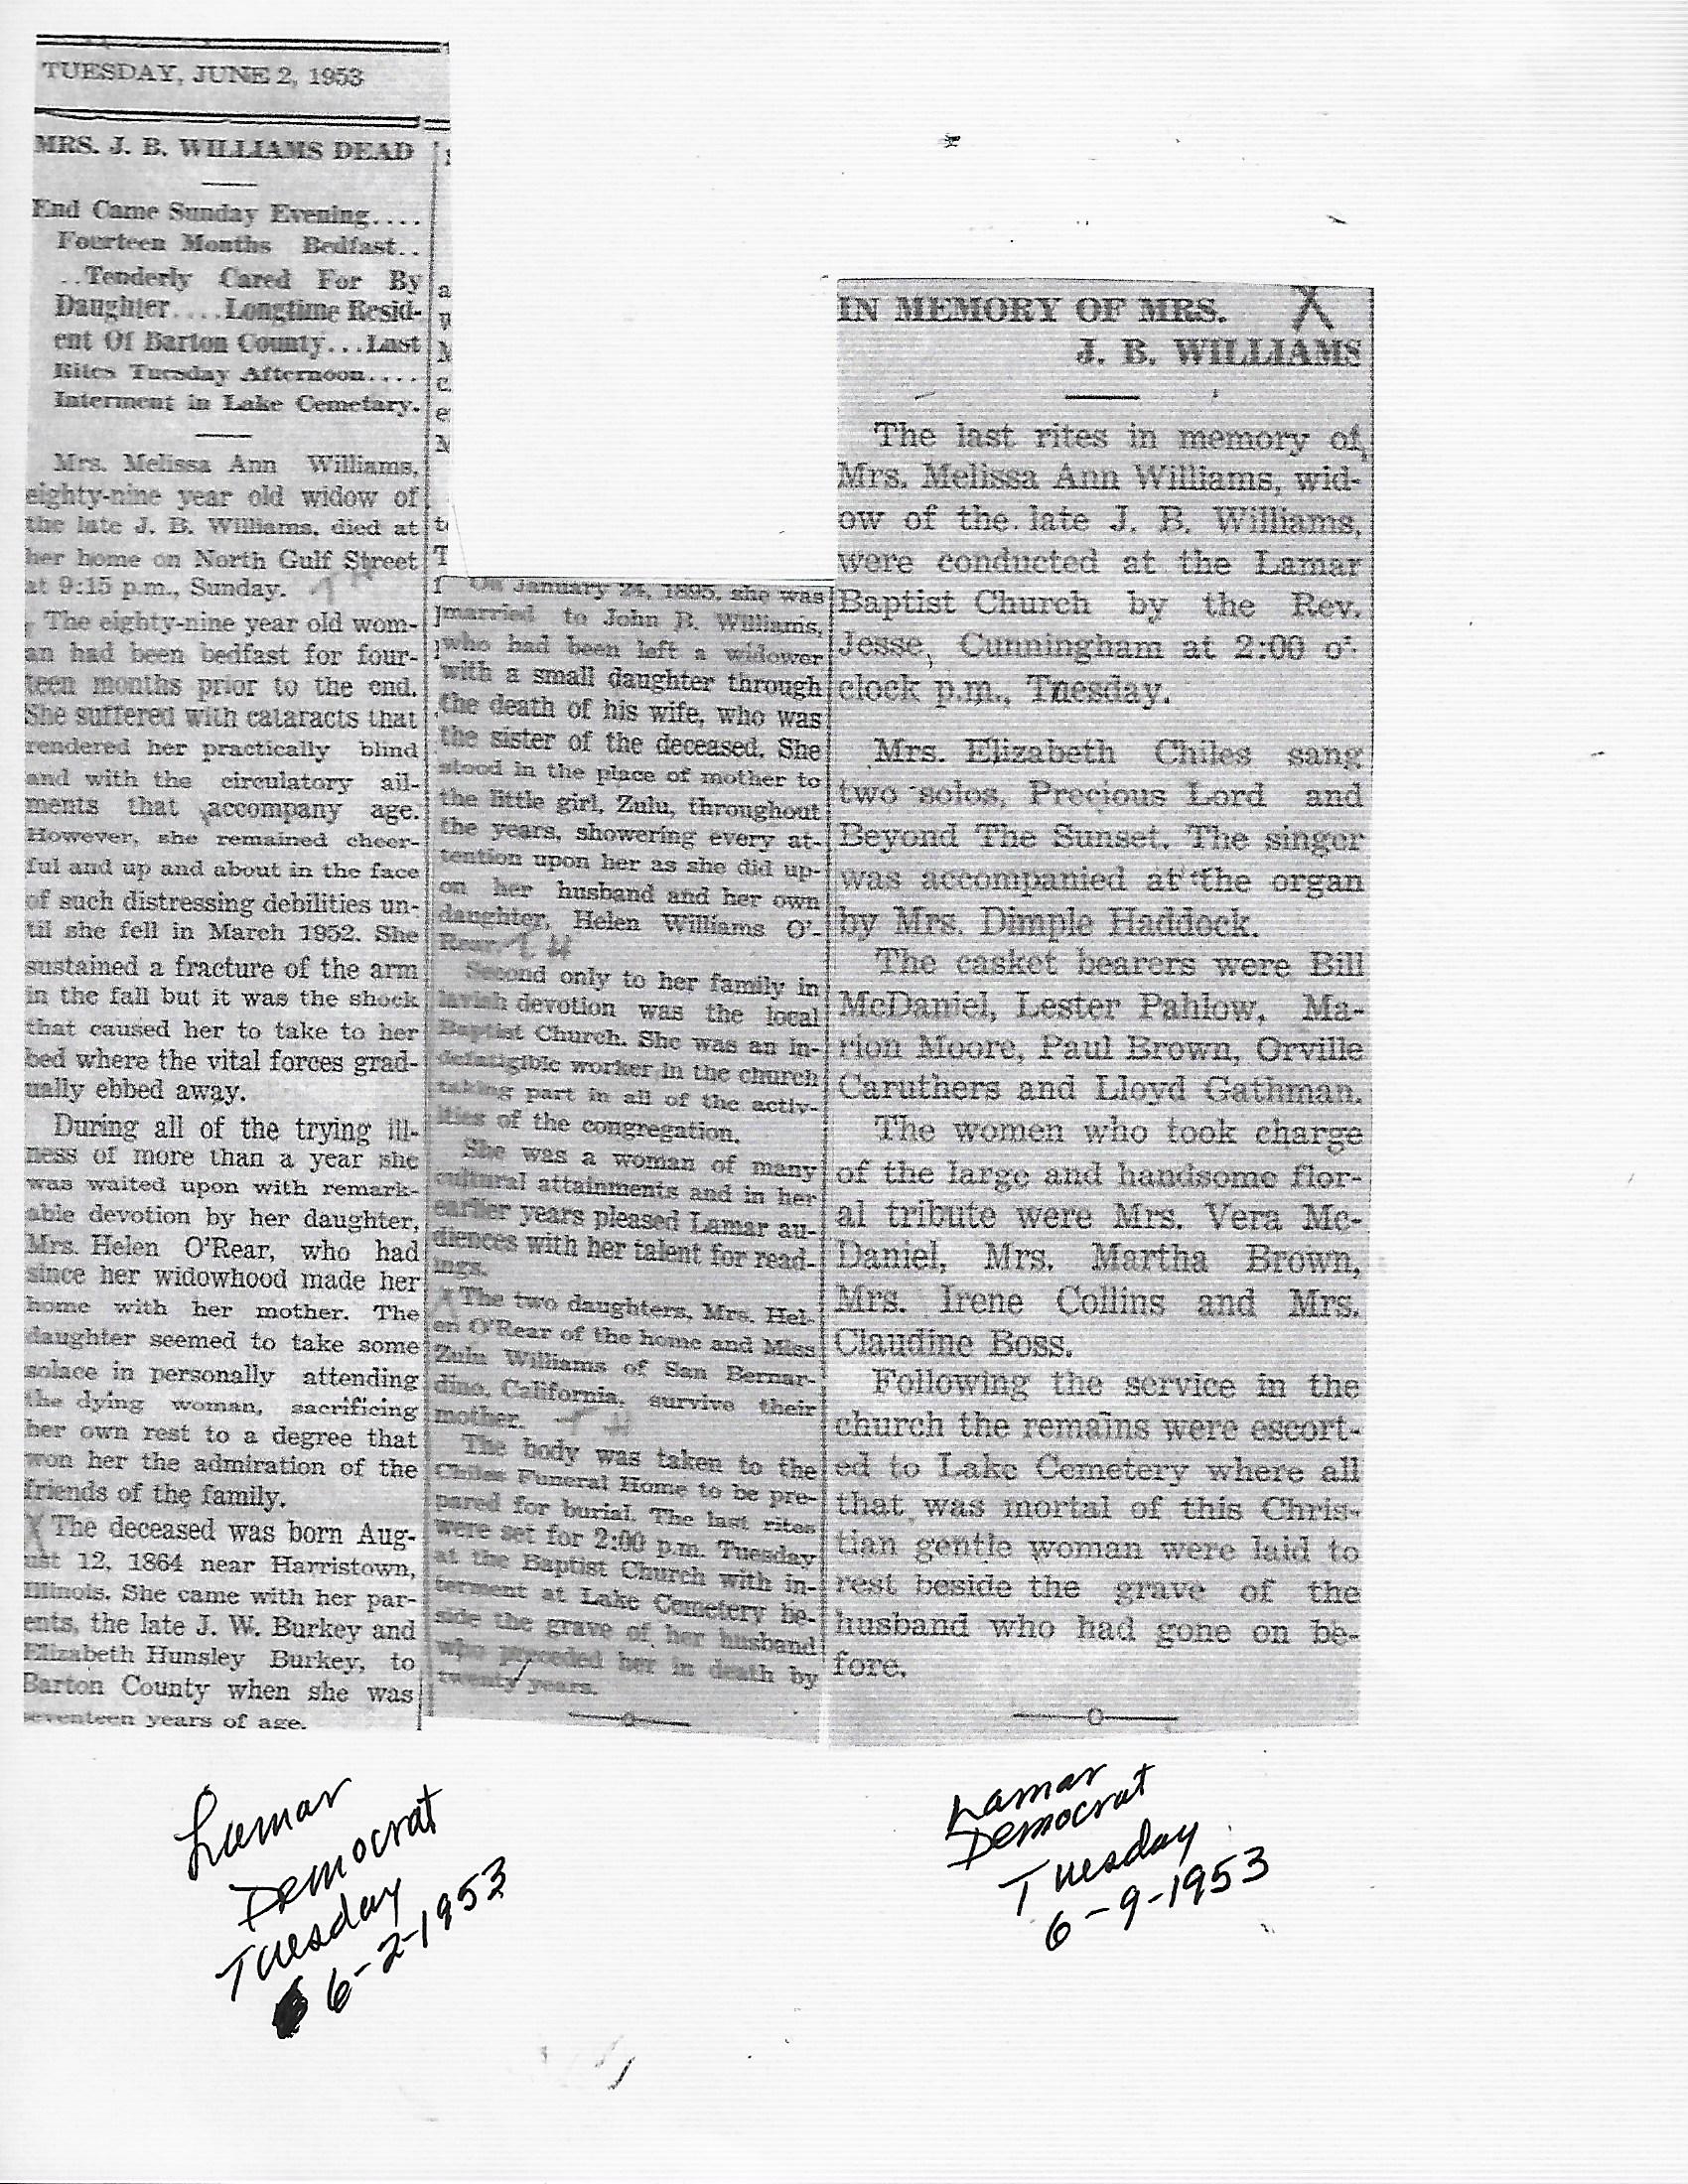 TUESDAY, JUNE 2, 1953
MRS. J. B. WILLIAMS DEAD
End Came Sunday Evening....
Fourteen Months Bedfast..
..Tenderly Cared For By
Daughter....Longtime Resid-
ent Of Barton County...Last
Rites Tuesday Afternoon....
Interment in Lake Cemetary.
Mrs. Melissa Ann Williams,
eighty-nine year old widow of
the late J. B. Williams, died at
her home on North Gulf Street
at 9:15 p.m., Sunday.
The eighty-nine year old wom-
an had been bedfast for four-
teen months prior to the end.
She suffered with cataracts that
rendered her practically blind
and with the circulatory ail-
ments that accompany age.
However, she remained cheer-
ful and up and about in the face
of such distressing debilities un-
til she fell in March 1952. She
sustained a fracture of the arm
in the fall but it was the shock
that caused her to take to her
bed where the vital forces grad-
ually ebbed away.
During all of the trying ill-
ness of more than a year she
was waited upon with remark-
able devotion by her daughter,
Mrs. Helen O'Rear, who had
since her widowhood made her
home with her mother. The
daughter seemed to take some
solace in personally attending
the dying woman, sacrificing
her own rest to a degree that
won her the admiration of the
friends of the family.
X The deceased was born Aug-
ust 12, 1864 near Harristown,
Illinois. She came with her par-
ents, the late J. W. Burkey and
Elizabeth Hunsley Burkey, to
Barton County when she was
seventeen years of age.
On January 24, 1895, she was
married to John B. Williams,
who had been left a widower
with a small daughter through
the death of his wife, who was
the sister of the deceased. She
stood in the place of mother to
the little girl, Zulu, throughout
the years, showering every at-
tention upon her as she did up-
on her husband and her own
daughter, Helen Williams O'-
Rear.
Second only to her family in
lavish devotion was the local
Baptist Church. She was an in-
defatigible worker in the church
taking part in all of the activ-
ities of the congregation.
She was a woman of many
cultural attainments and in her
earlier years pleased Lamar au-
diences with her talent for read-
ings.
X The two daughters, Mrs. Hel-
en O'Rear of the home and Miss
Zulu Williams of San Bernar-
dino, California, survive their
mother.
The body was taken to the
Chiles Funeral Home to be pre-
pared for burial. The last rites
were set for 2:00 p.m. Tuesday
at the Baptist Church with in-
terment at Lake Cemetery be-
side the grave of her husband
who preceded her in death by
twenty years.
IN MEMORY OF MRS. X
J. B. WILLIAMS
The last rites in memory of
Mrs. Melissa Ann Williams, wid-
ow of the late J. B. Williams,
were conducted at the Lamar
Baptist Church by the Rev.
Jesse, Cunningham at 2:00 o'-
clock p.m., Tuesday.
Mrs. Elizabeth Chiles sang
two solos, Precious Lord and
Beyond The Sunset. The singer
was accompanied at the organ
by Mrs. Dimple Haddock.
The casket bearers were Bill
McDaniel, Lester Pahlow, Ma-
rion Moore, Paul Brown, Orville
Caruthers and Lloyd Gathman.
The women who took charge
of the large and handsome flor-
al tribute were Mrs. Vera Mc-
Daniel, Mrs. Martha Brown,
Mrs. Irene Collins and Mrs.
Claudine Boss.
Following the service in the
church the remains were escort-
ed to Lake Cemetery where all
that was mortal of this Chris-
tian gentle woman were laid to
rest beside the grave of the
husband who had gone on be-
fore.
Lamar
Democrat
Tuesday
6-2-1953
Lamar
Democrat
Tuesday
6-9-1953